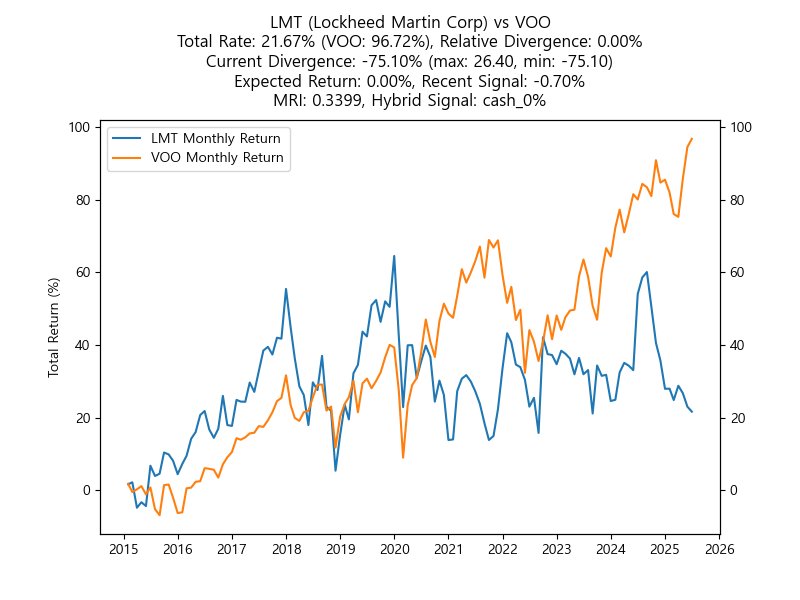 LMT (Lockheed Martin Corp) vs VOO
Total Rate: 21.67% (VOO: 96.72%), Relative Divergence: 0.00%
Current Divergence: -75.10% (max: 26.40, min: -75.10)
Expected Return: 0.00%, Recent Signal: -0.70%
MRI: 0.3399, Hybrid Signal: cash_0%
LMT Monthly Return
VOO Monthly Return
Total Return (%)
100
80
60
40
20
0
100
80
60
40
20
0
2015 2016 2017 2018 2019 2020 2021 2022 2023 2024 2025 2026